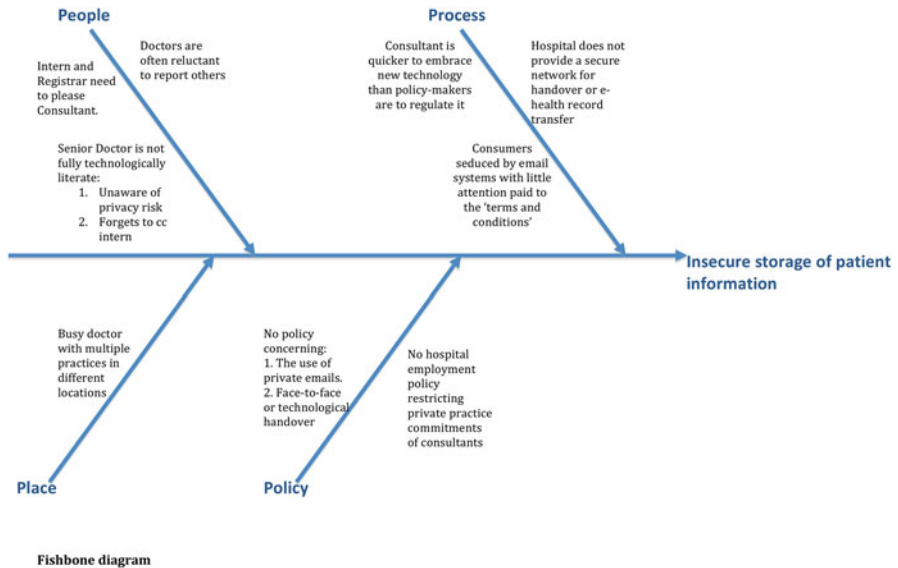 People
Process
Doctors are
often reluctant
to report others
Intern and
Registrar need
to please
Consultant.
Senior Doctor is not
fully technologically
literate:
1. Unaware of
privacy risk
2. Forgets to cc
intern
Consultant is
quicker to embrace
new technology
than policy-makers
are to regulate it
Hospital does not
provide a secure
network for
handover or e-
health record
transfer
Consumers
seduced by email
systems with little
attention paid to
the ‘terms and
conditions’
Insecure storage of patient
information
Busy doctor
with multiple
practices in
different
locations
No policy
concerning:
1. The use of
private emails.
2. Face-to-face
or technological
handover
No hospital
employment
policy
restricting
private practice
commitments
of consultants
Place
Policy
Fishbone diagram